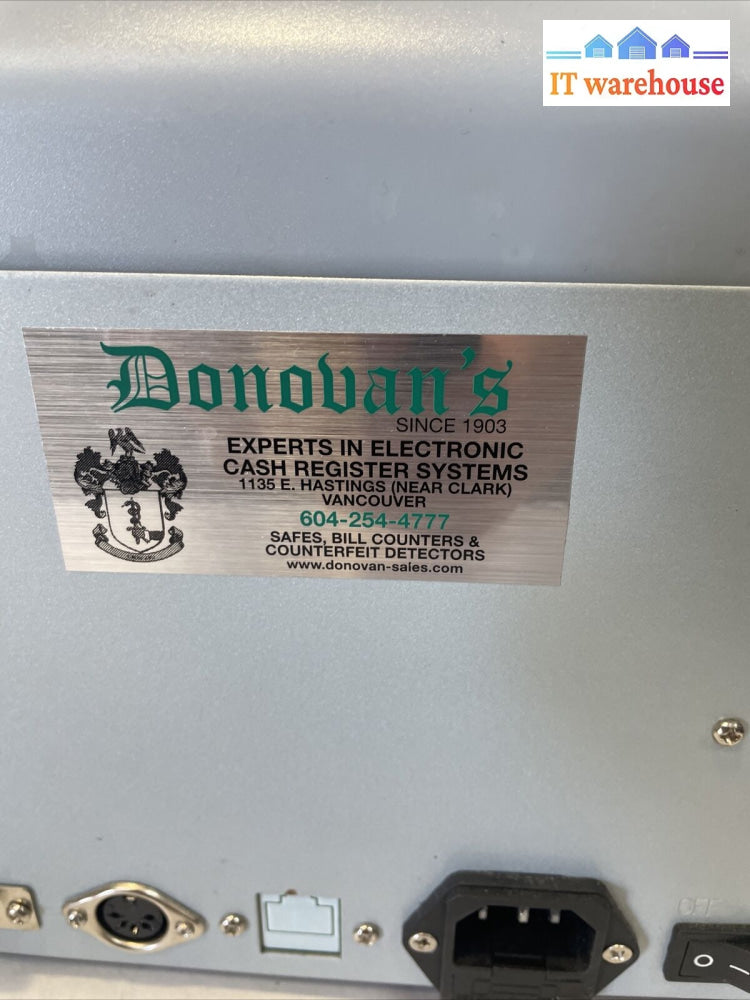 IT warehouse
Donovan's
SINCE 1903
EXPERTS IN ELECTRONIC
CASH REGISTER SYSTEMS
1135 E. HASTINGS (NEAR CLARK)
VANCOUVER
604-254-4777
SAFES, BILL COUNTERS &
COUNTERFEIT DETECTORS
www.donovan-sales.com